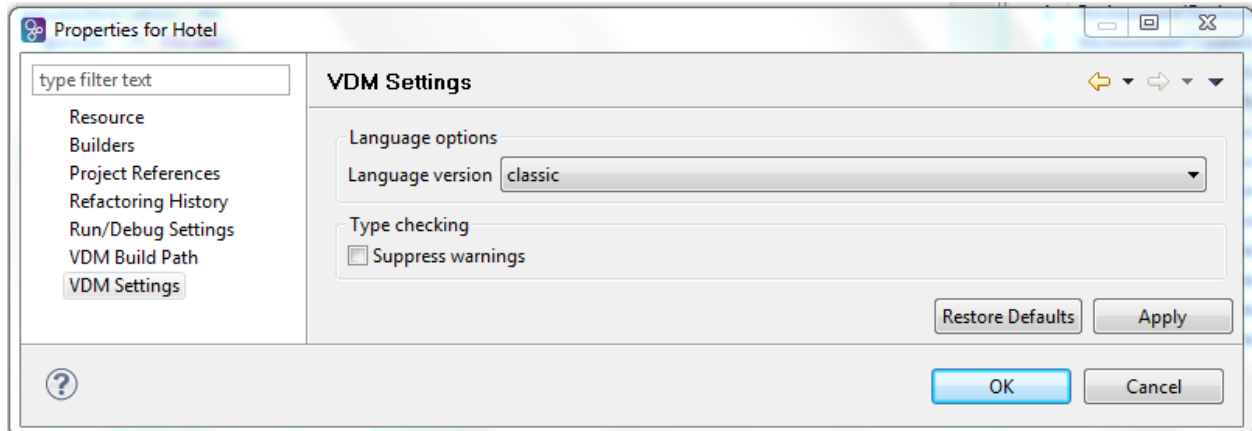 Properties for Hotel
type filter text
Resource
Builders
Project References
Refactoring History
Run/Debug Settings
VDM Build Path
VDM Settings
VDM Settings
Language options
Language version classic
Type checking
Suppress warnings
Restore Defaults Apply
? OK Cancel